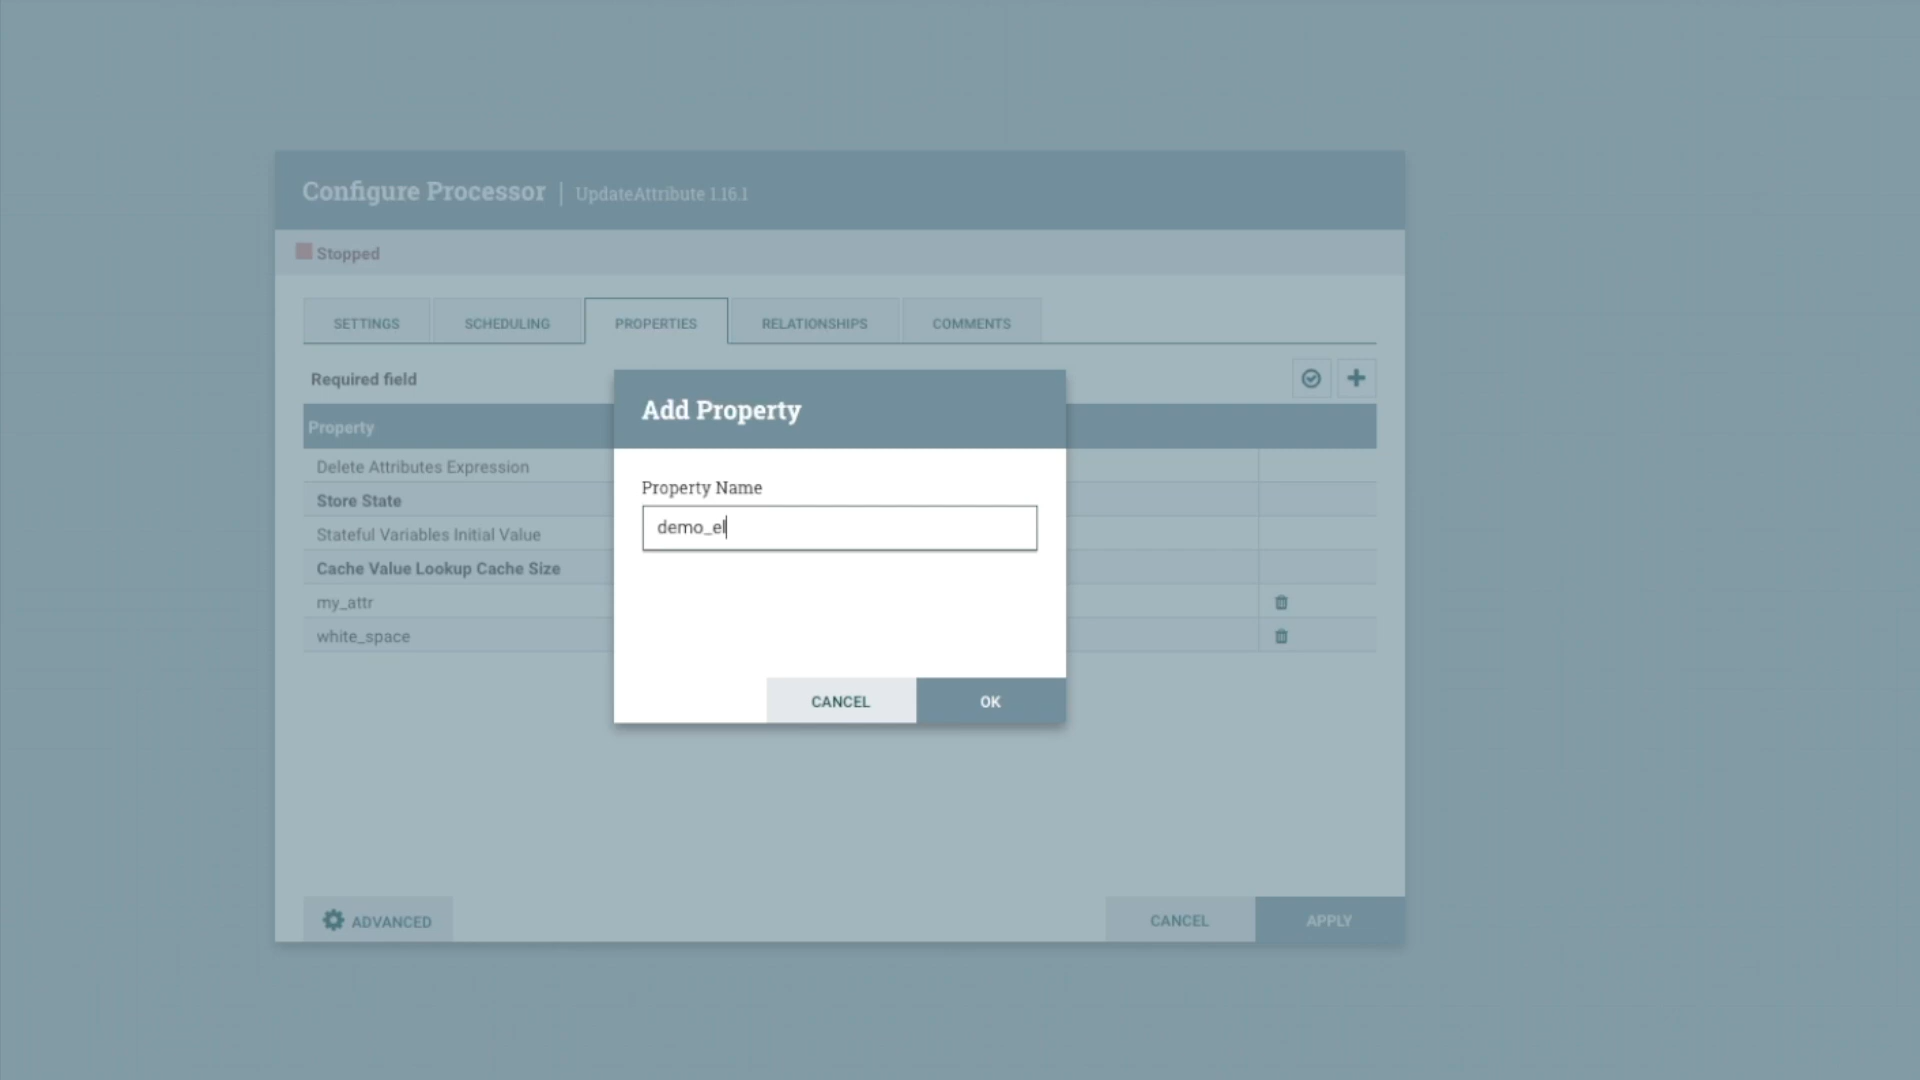 Configure Processor | UpdateAttribute 1.16.1
Stopped
SETTINGS SCHEDULING PROPERTIES RELATIONSHIPS COMMENTS
Required field
Property
Delete Attributes Expression
Store State
Stateful Variables Initial Value
Cache Value Lookup Cache Size
my_attr
white_space
Add Property
Property Name
demo_el
CANCEL OK
ADVANCED CANCEL APPLY